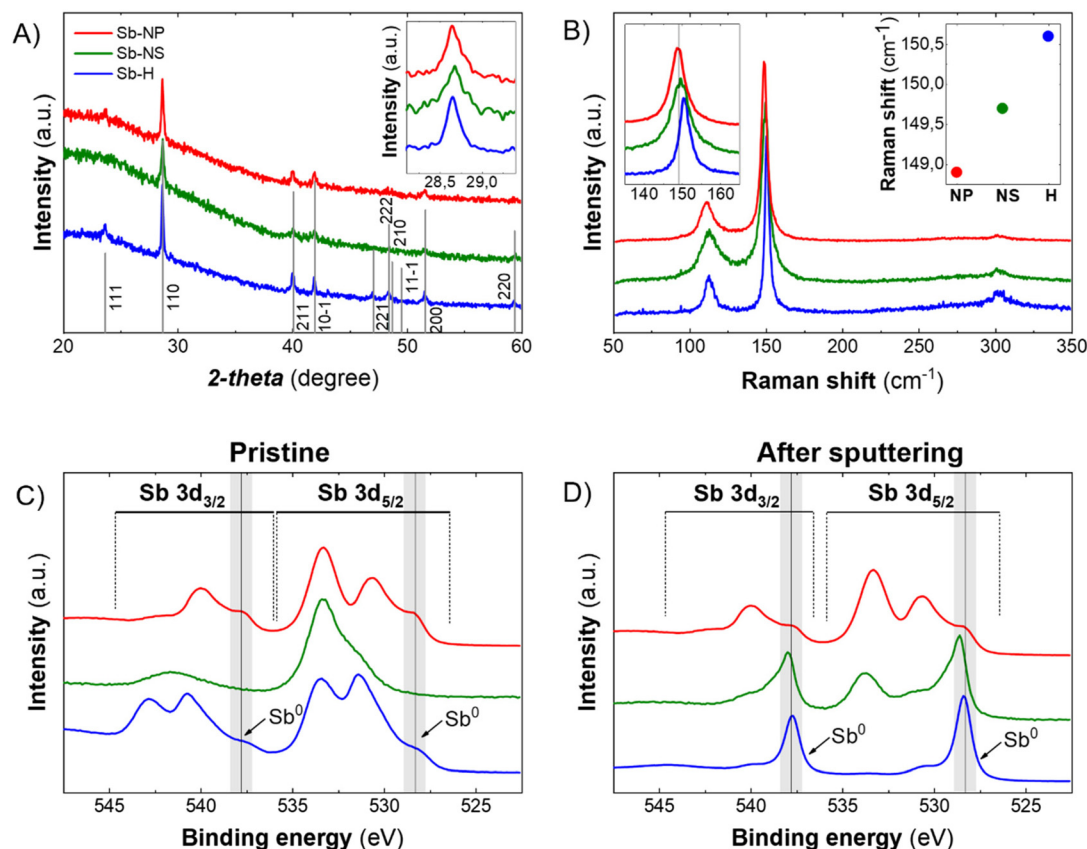 A)
Sb-NP
Sb-NS
Sb-H
Intensity (a.u.)
28,5 29,0
Intensity (a.u.)
111
110
211
10-1
221
222
210
11-1
200
220
20 30 40 50 60
2-theta (degree)
B)
140 150 160
Raman shift (cm-1)
150,5
150,0
149,5
149,0
NP NS H
Intensity (a.u.)
50 100 150 200 250 300 350
Raman shift (cm-1)
Pristine
C)
Sb 3d3/2 Sb 3d5/2
Sb0 Sb0
Intensity (a.u.)
545 540 535 530 525
Binding energy (eV)
After sputtering
D)
Sb 3d3/2 Sb 3d5/2
Sb0 Sb0
Intensity (a.u.)
545 540 535 530 525
Binding energy (eV)